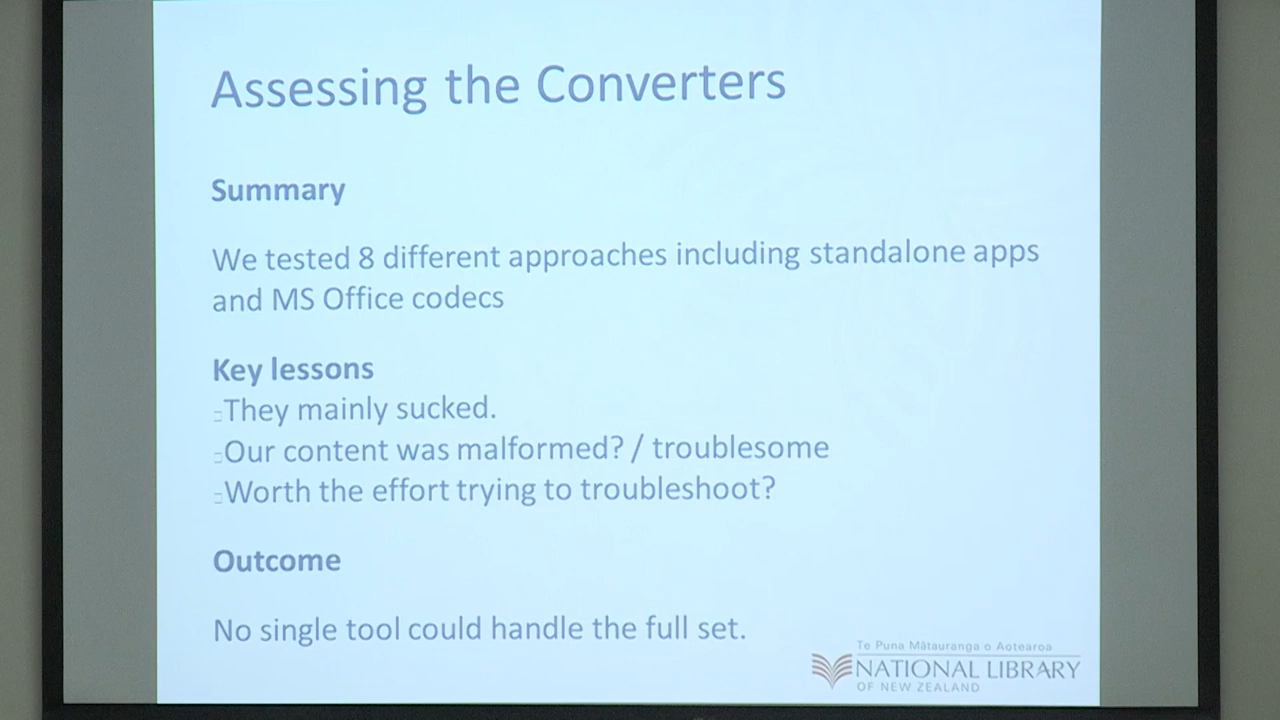 Assessing the Converters
Summary
We tested 8 different approaches including standalone apps
and MS Office codecs
Key lessons
They mainly sucked.
Our content was malformed? / troublesome
Worth the effort trying to troubleshoot?
Outcome
No single tool could handle the full set.
Te Puna Mātauranga o Aotearoa
NATIONAL LIBRARY
OF NEW ZEALAND